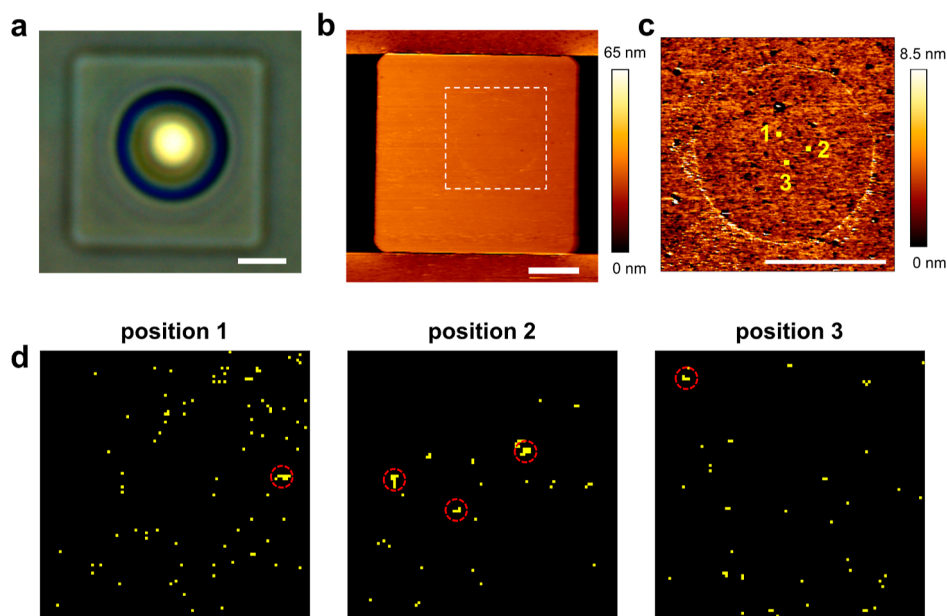 a
b
c
65 nm
0 nm
8.5 nm
0 nm
1
2
3
d
position 1
position 2
position 3